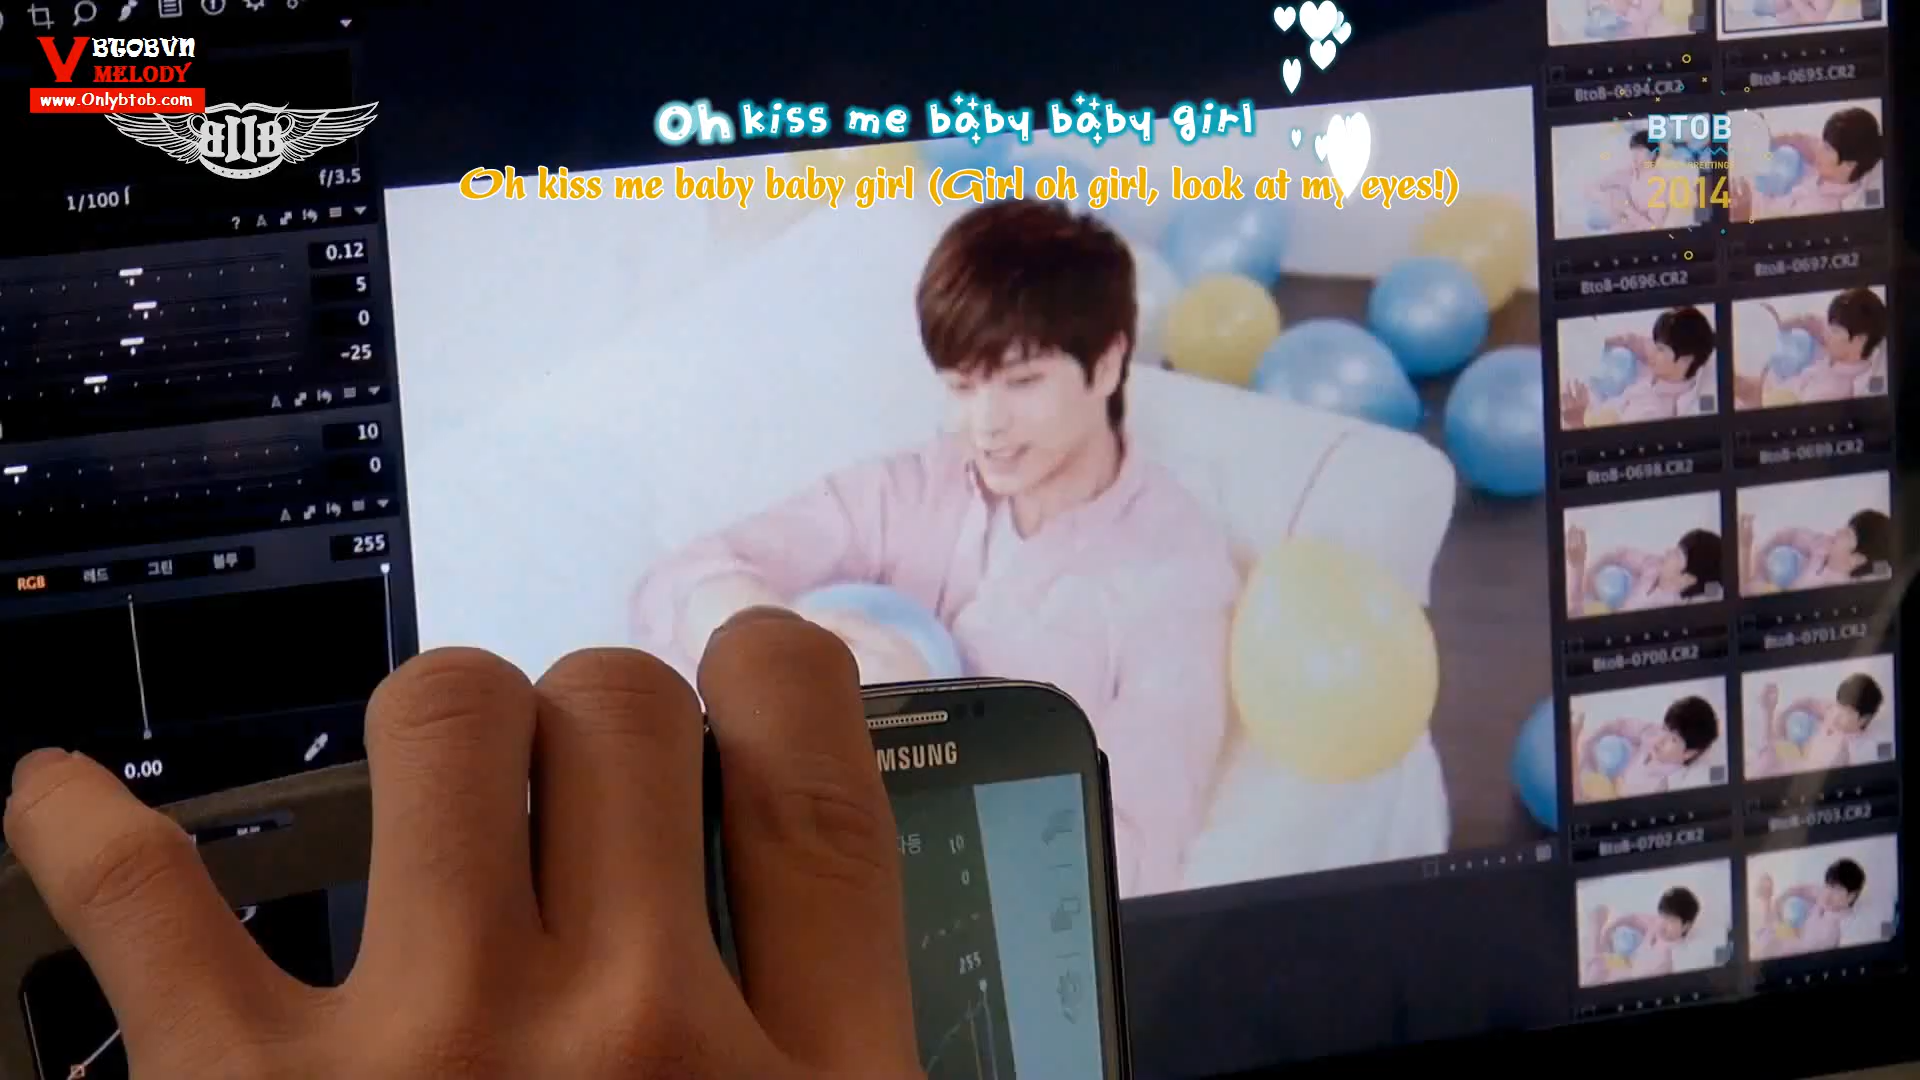 BTOBVN
MELODY
www.Onlybtob.com
BIIB
Oh kiss me baby baby girl
Oh kiss me baby baby girl (Girl oh girl, look at my eyes!)
BTOB
2014
1/100
f/3.5
0.12
5
0
-25
10
0
255
RGB 레드 그린 블루
0.00
BtoB-0694.CR2
BtoB-0695.CR2
BtoB-0696.CR2
BtoB-0697.CR2
BtoB-0698.CR2
BtoB-0699.CR2
BtoB-0700.CR2
BtoB-0701.CR2
BtoB-0702.CR2
BtoB-0703.CR2
MSUNG
10
0
255